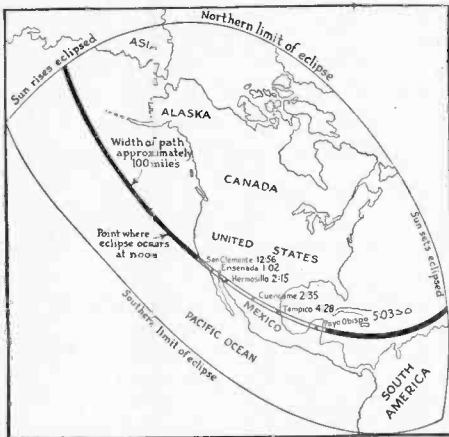 Northern limit of eclipse
Sun rises eclipsed
ASIA
ALASKA
Width of path
approximately
100 miles
CANADA
Sun sets eclipsed
Point where
eclipse occurs
at noon
UNITED STATES
San Clemente 12:56
Ensenada 1:02
Hermosillo 2:15
Cuencame 2:35
Tampico 4:28
Payo Obispo
MEXICO
PACIFIC OCEAN
Southern limit of eclipse
SOUTH
AMERICA